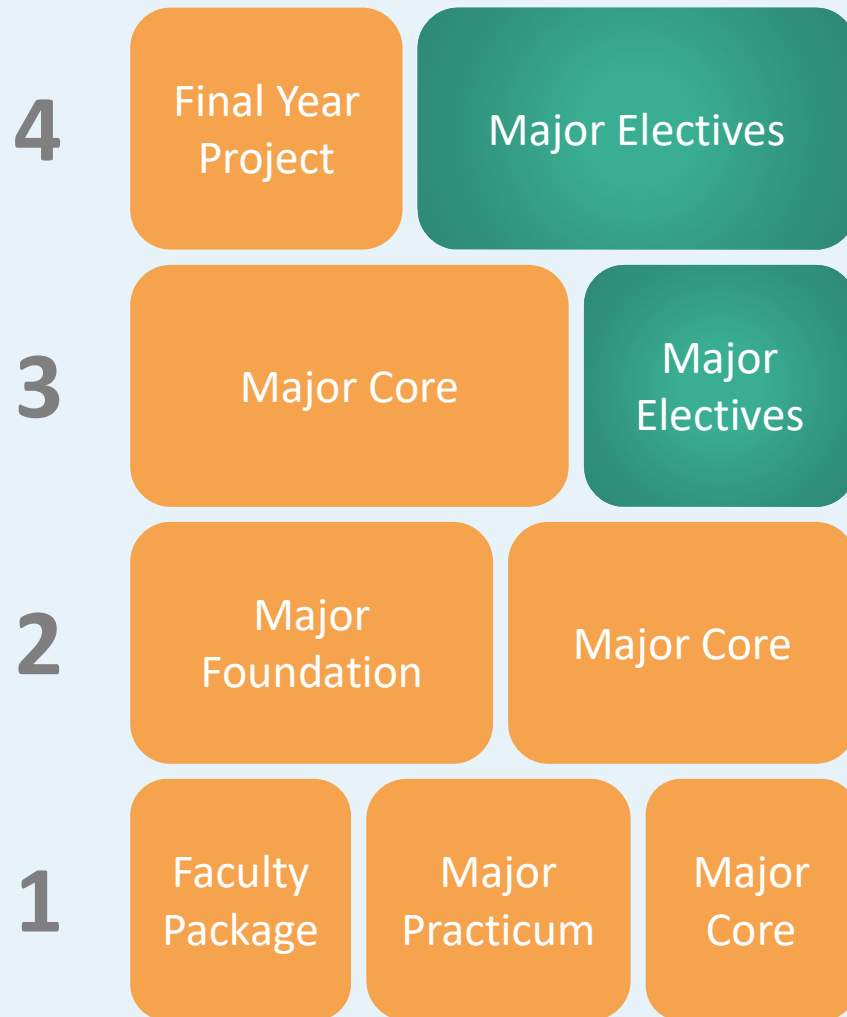 4
Final Year
Project
Major Electives
3
Major Core
Major
Electives
2
Major
Foundation
Major Core
1
Faculty
Package
Major
Practicum
Major
Core